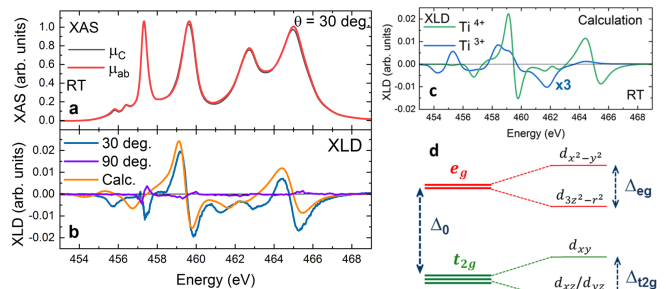 XAS
θ = 30 deg.
μC
μab
RT
a
XAS (arb. units)
1.0
0.8
0.6
0.4
0.2
0.0
XLD
30 deg.
90 deg.
Calc.
b
XLD (arb. units)
0.02
0.01
0.00
-0.01
-0.02
454 456 458 460 462 464 466 468
Energy (eV)
XLD
Calculation
Ti 4+
Ti 3+
x3
c
RT
XLD (arb. units)
0.02
0.01
0.00
-0.01
-0.02
454 456 458 460 462 464 466 468
Energy (eV)
d
eg
dx²−y²
Δeg
d3z²−r²
Δ0
t2g
dxy
Δt2g
dxz/dyz